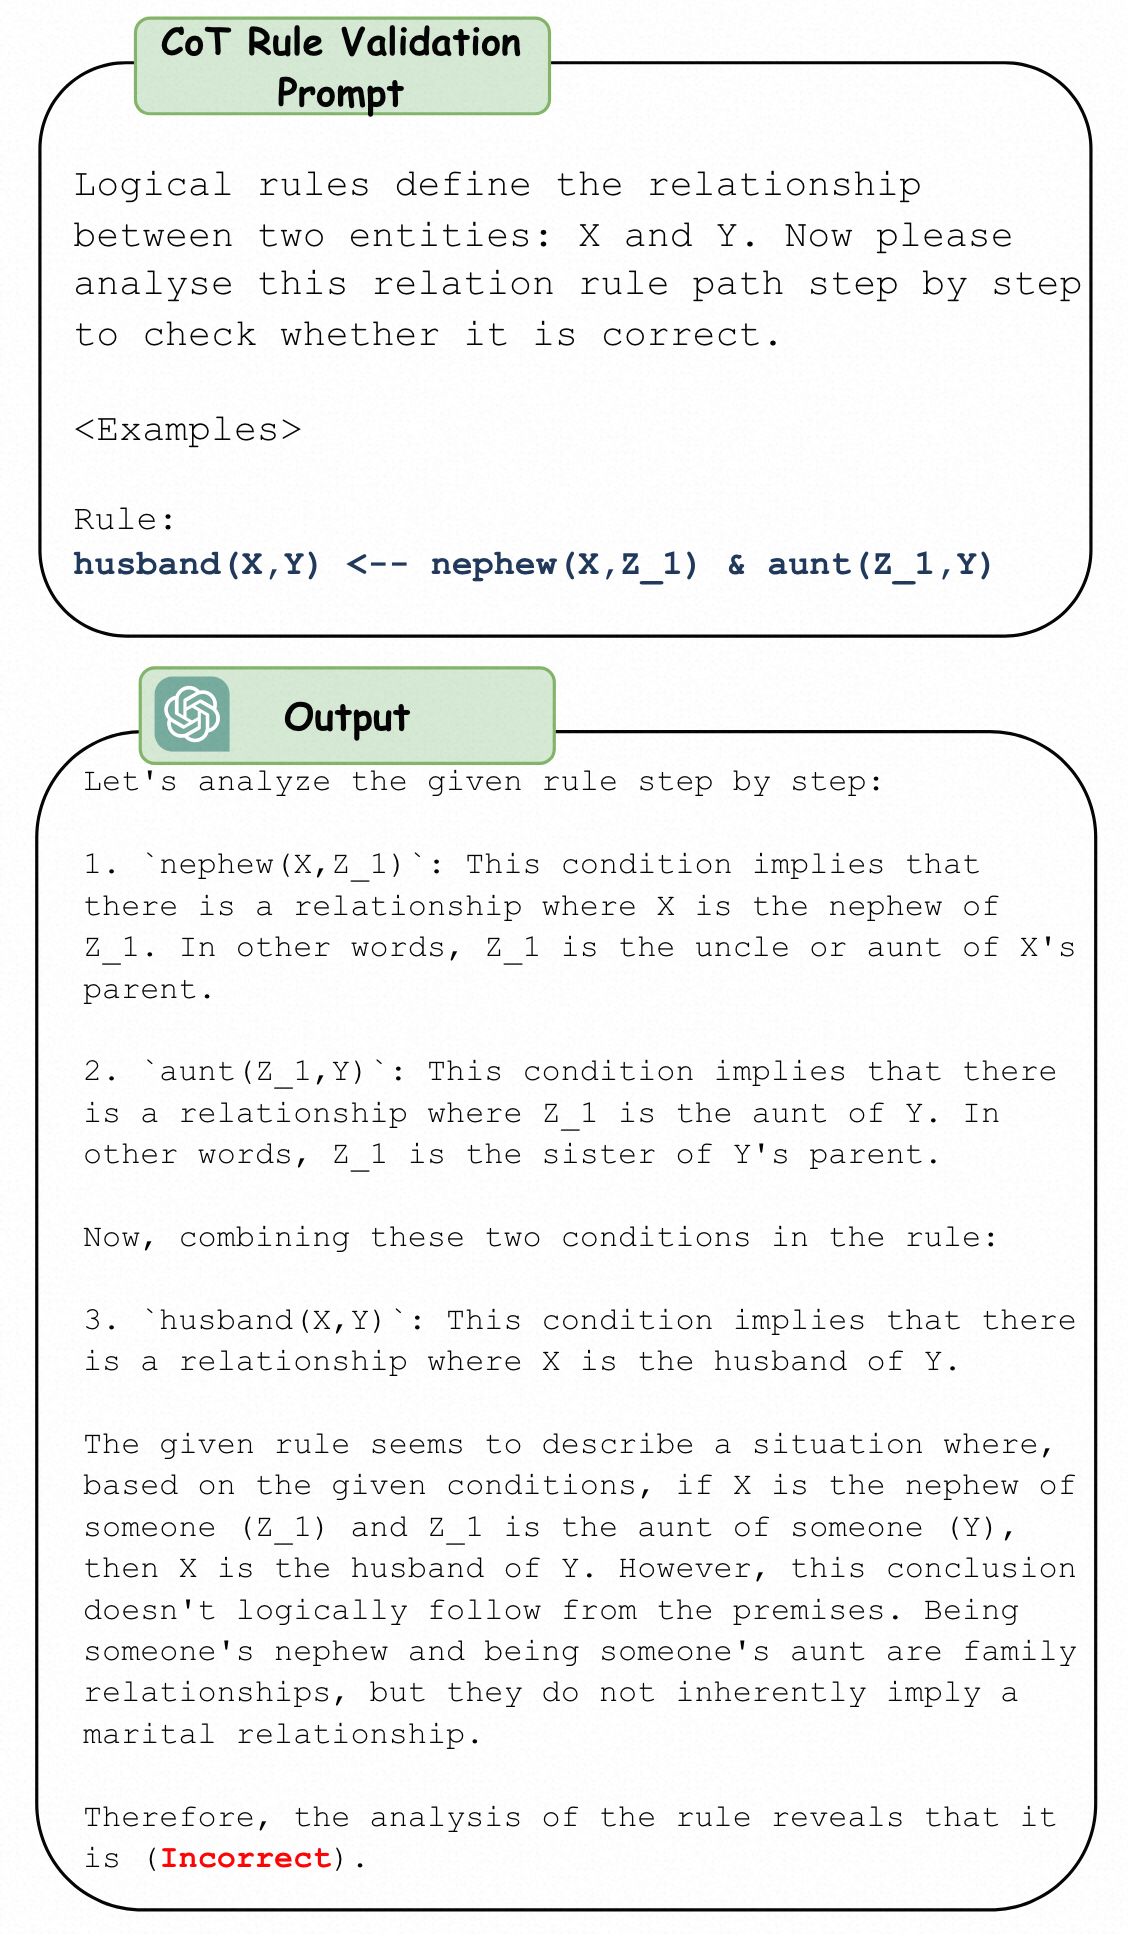 CoT Rule Validation
Prompt
Logical rules define the relationship
between two entities: X and Y. Now please
analyse this relation rule path step by step
to check whether it is correct.
<Examples>
Rule:
husband(X,Y) <-- nephew(X,Z_1) & aunt(Z_1,Y)
Output
Let's analyze the given rule step by step:
1. `nephew(X,Z_1)`: This condition implies that
there is a relationship where X is the nephew of
Z_1. In other words, Z_1 is the uncle or aunt of X's
parent.
2. `aunt(Z_1,Y)`: This condition implies that there
is a relationship where Z_1 is the aunt of Y. In
other words, Z_1 is the sister of Y's parent.
Now, combining these two conditions in the rule:
3. `husband(X,Y)`: This condition implies that there
is a relationship where X is the husband of Y.
The given rule seems to describe a situation where,
based on the given conditions, if X is the nephew of
someone (Z_1) and Z_1 is the aunt of someone (Y),
then X is the husband of Y. However, this conclusion
doesn't logically follow from the premises. Being
someone's nephew and being someone's aunt are family
relationships, but they do not inherently imply a
marital relationship.
Therefore, the analysis of the rule reveals that it
is (Incorrect).